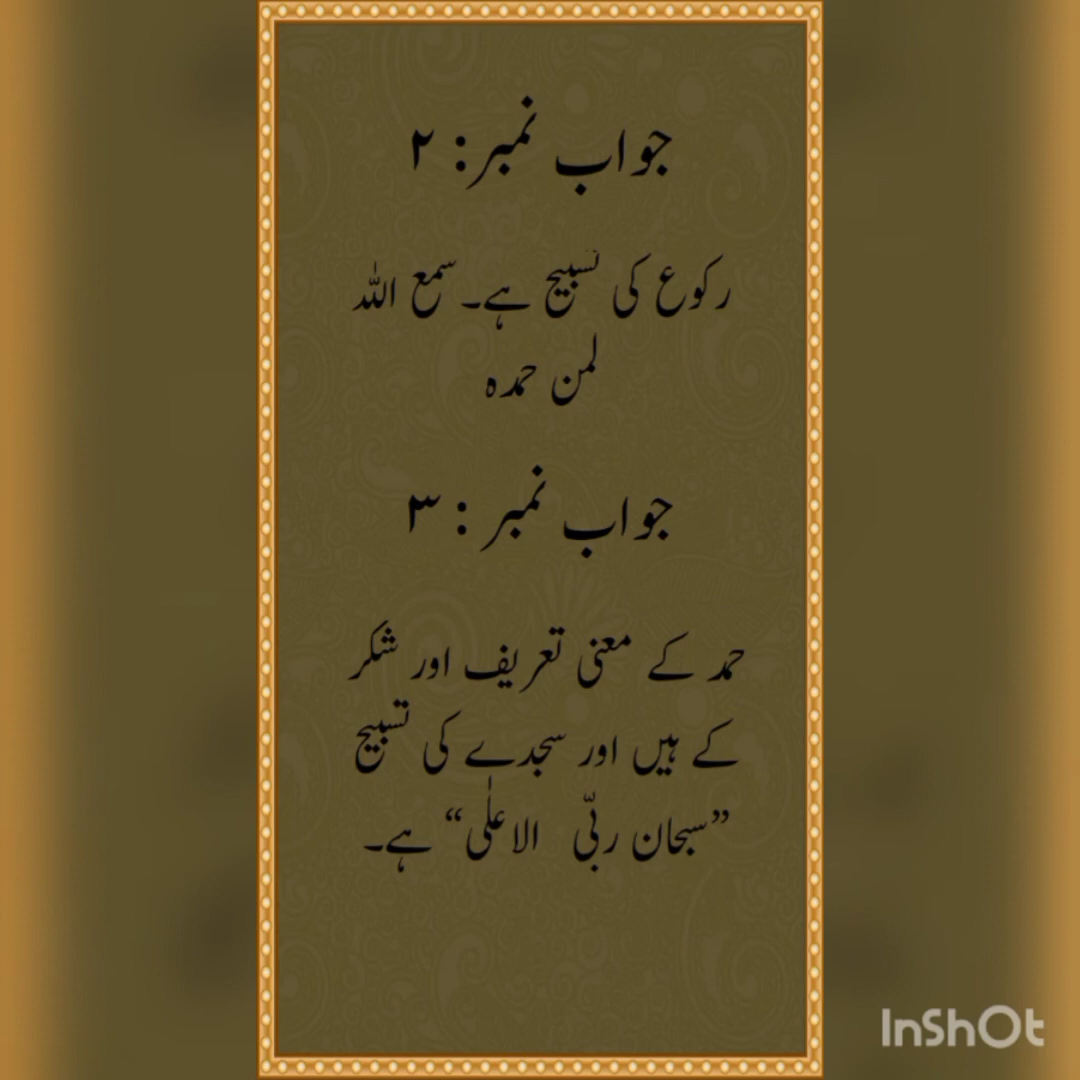 جواب نمبر: ۲
رکوع کی تسبیح ہے۔ سمع اللہ
لمن حمدہ
جواب نمبر : ۳
حمد کے معنی تعریف اور شکر
کے ہیں اور سجدے کی تسبیح
”سبحان ربّی الاعلٰی“ ہے۔
InShOt